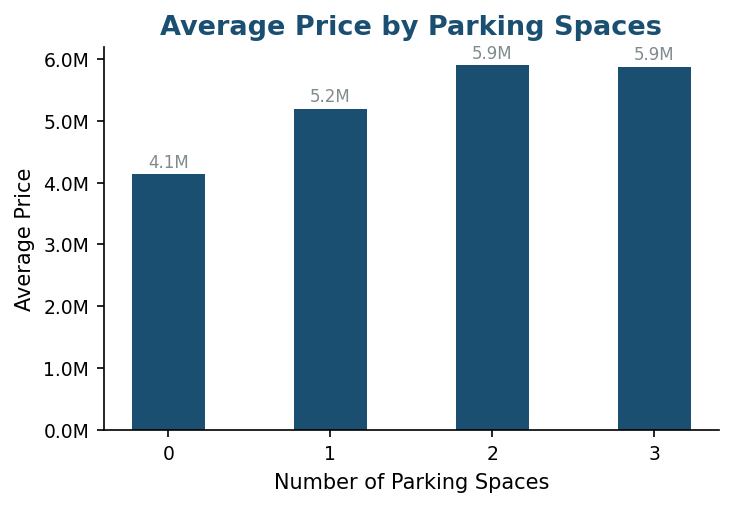 Average Price by Parking Spaces
6.0M
5.0M
4.0M
3.0M
2.0M
1.0M
0.0M
Average Price
4.1M
5.2M
5.9M
5.9M
0
1
2
3
Number of Parking Spaces